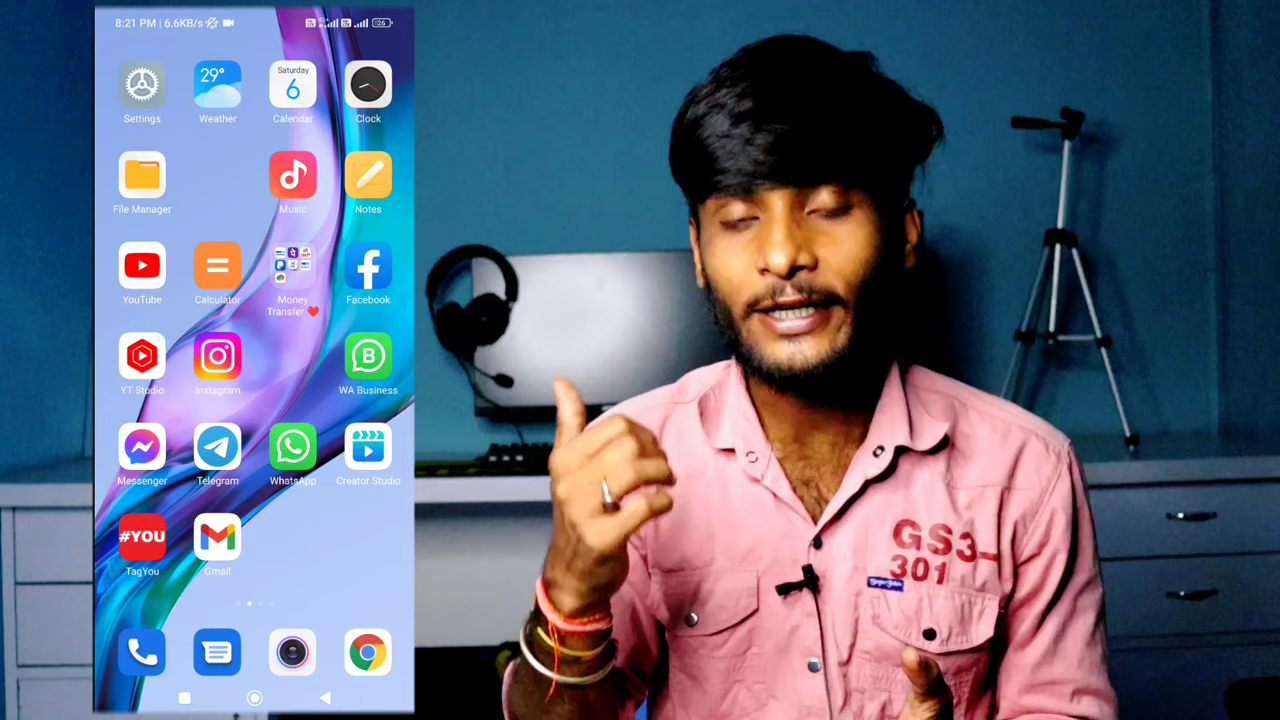 8:21 PM | 6.6KB/s
26
29°
Saturday
6
Settings
Weather
Calendar
Clock
File Manager
Music
Notes
YouTube
Calculator
Money
Transfer ❤️
Facebook
B
YT Studio
Instagram
WA Business
Messenger
Telegram
WhatsApp
Creator Studio
#YOU
TagYou
Gmail
GS3-
301